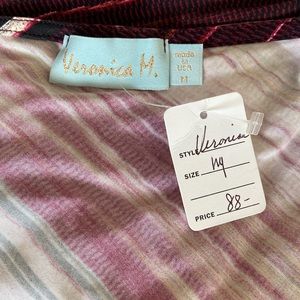 Veronica M.
made
in
USA
M
STYLE Veronica
SIZE M
PRICE 88-